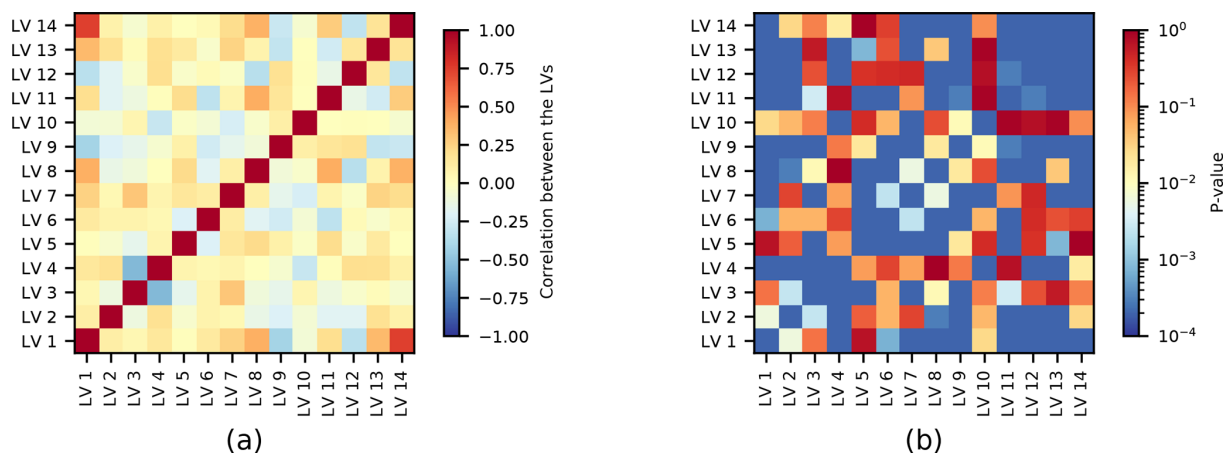 LV 14
LV 13
LV 12
LV 11
LV 10
LV 9
LV 8
LV 7
LV 6
LV 5
LV 4
LV 3
LV 2
LV 1
LV 1
LV 2
LV 3
LV 4
LV 5
LV 6
LV 7
LV 8
LV 9
LV 10
LV 11
LV 12
LV 13
LV 14
1.00
0.75
0.50
0.25
0.00
−0.25
−0.50
−0.75
−1.00
Correlation between the LVs
(a)
LV 14
LV 13
LV 12
LV 11
LV 10
LV 9
LV 8
LV 7
LV 6
LV 5
LV 4
LV 3
LV 2
LV 1
LV 1
LV 2
LV 3
LV 4
LV 5
LV 6
LV 7
LV 8
LV 9
LV 10
LV 11
LV 12
LV 13
LV 14
10⁰
10⁻¹
10⁻²
10⁻³
10⁻⁴
P-value
(b)